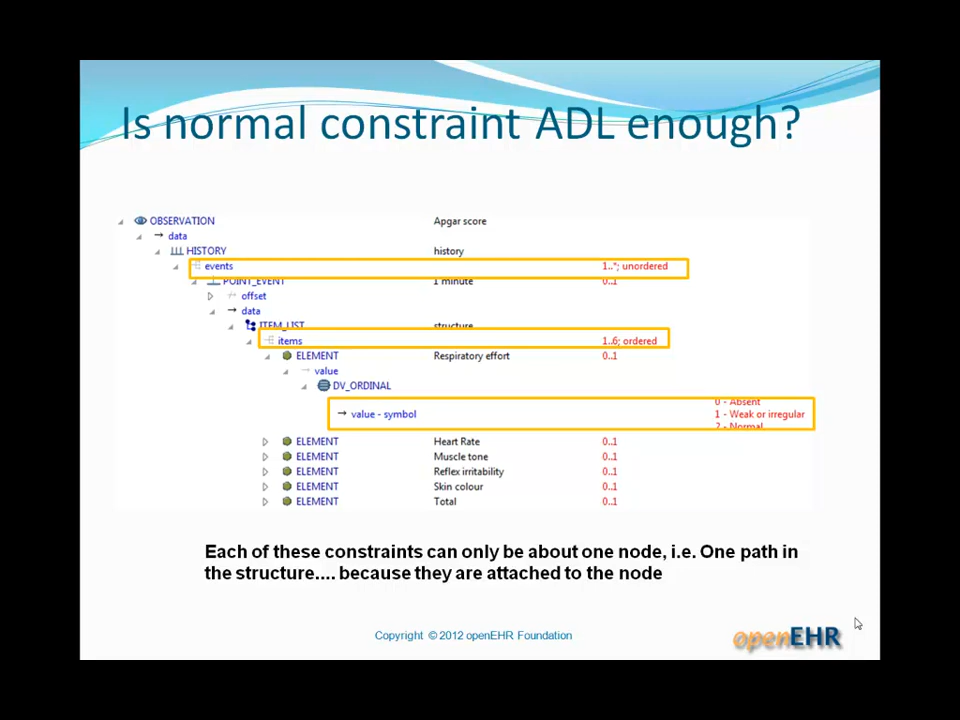 Is normal constraint ADL enough?
OBSERVATION Apgar score
data
HISTORY history
events 1..*; unordered
POINT_EVENT 1 minute 0..1
offset
data
ITEM_LIST structure
items 1..6; ordered
ELEMENT Respiratory effort 0..1
value
DV_ORDINAL
0 - Absent
value - symbol 1 - Weak or irregular
2 - Normal
ELEMENT Heart Rate 0..1
ELEMENT Muscle tone 0..1
ELEMENT Reflex irritability 0..1
ELEMENT Skin colour 0..1
ELEMENT Total 0..1
Each of these constraints can only be about one node, i.e. One path in
the structure.... because they are attached to the node
Copyright © 2012 openEHR Foundation
openEHR